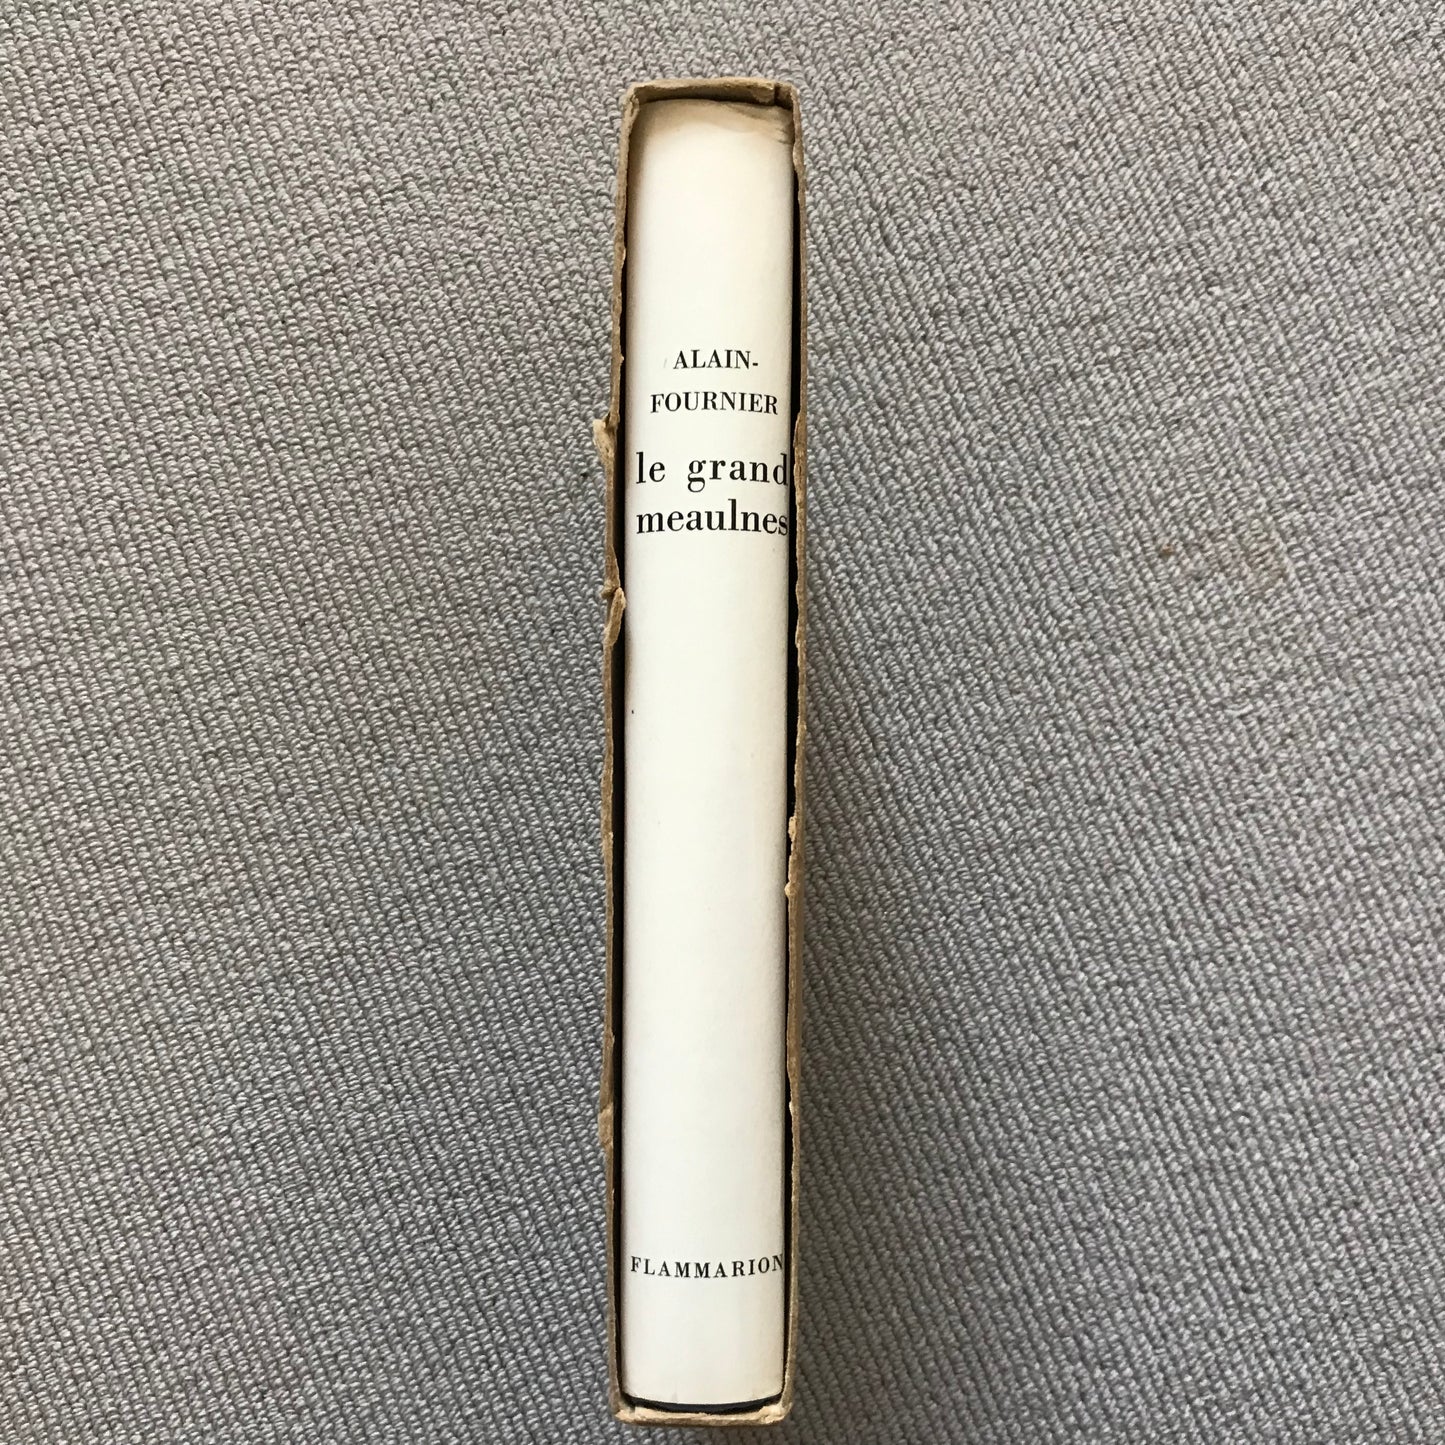 ALAIN-
FOURNIER
le grand
meaulnes
FLAMMARION